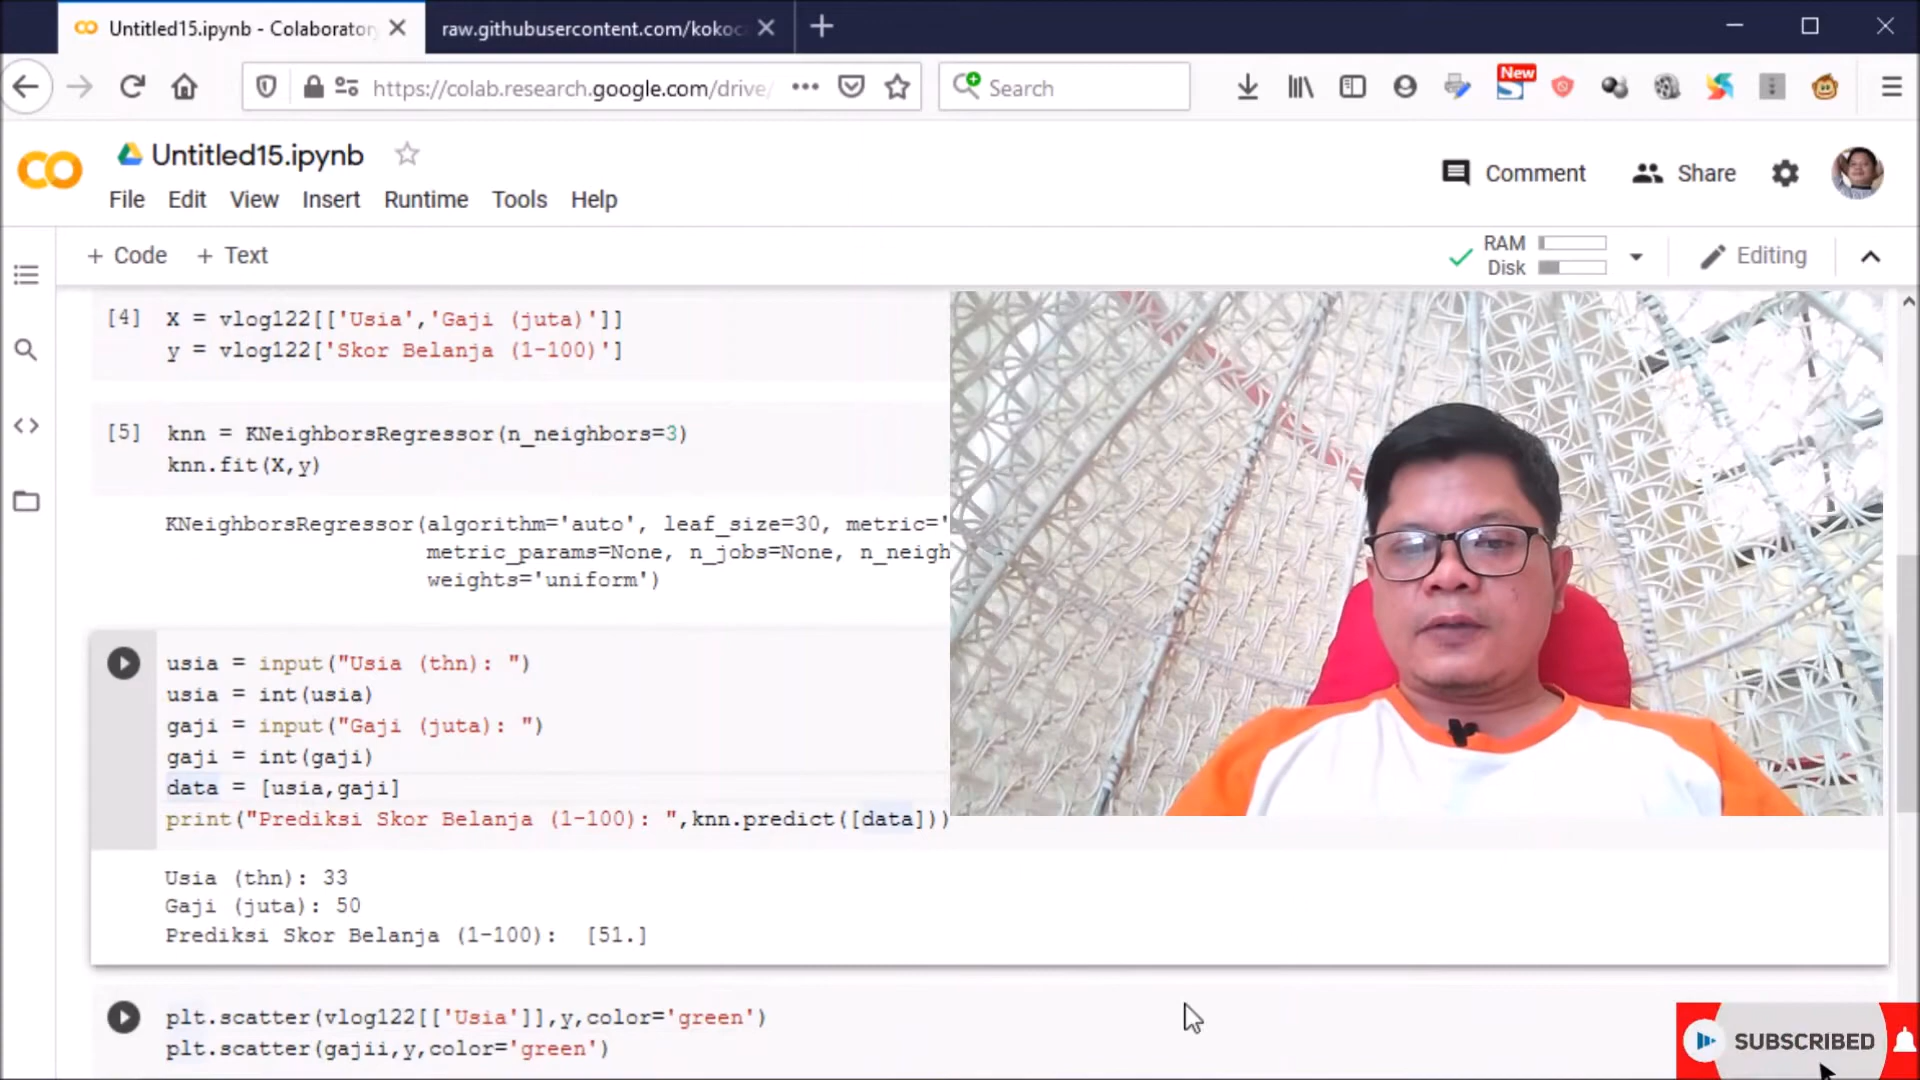 Untitled15.ipynb - Colaboratory
raw.githubusercontent.com/kokoc
https://colab.research.google.com/drive/
Search
New
Untitled15.ipynb
Comment
Share
File Edit View Insert Runtime Tools Help
+ Code + Text
RAM
Disk
Editing
[4] X = vlog122[['Usia','Gaji (juta)']]
y = vlog122['Skor Belanja (1-100)']
[5] knn = KNeighborsRegressor(n_neighbors=3)
knn.fit(X,y)
KNeighborsRegressor(algorithm='auto', leaf_size=30, metric='
metric_params=None, n_jobs=None, n_neigh
weights='uniform')
usia = input("Usia (thn): ")
usia = int(usia)
gaji = input("Gaji (juta): ")
gaji = int(gaji)
data = [usia,gaji]
print("Prediksi Skor Belanja (1-100): ",knn.predict([data]))
Usia (thn): 33
Gaji (juta): 50
Prediksi Skor Belanja (1-100):  [51.]
plt.scatter(vlog122[['Usia']],y,color='green')
plt.scatter(gajii,y,color='green')
SUBSCRIBED